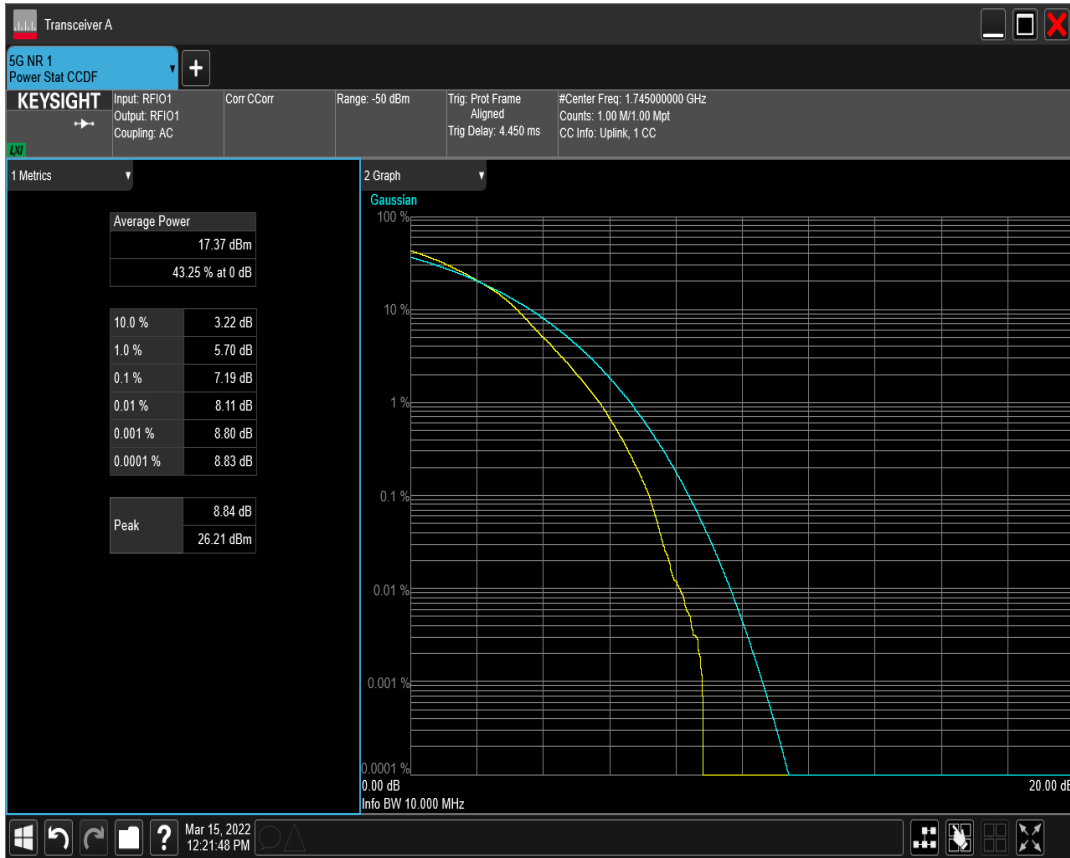 Transceiver A
5G NR 1
Power Stat CCDF
+
KEYSIGHT
LXI
Input: RFIO1
Output: RFIO1
Coupling: AC
Corr CCorr
Range: -50 dBm
Trig: Prot Frame
Aligned
Trig Delay: 4.450 ms
#Center Freq: 1.745000000 GHz
Counts: 1.00 M/1.00 Mpt
CC Info: Uplink, 1 CC
1 Metrics
Average Power
17.37 dBm
43.25 % at 0 dB
10.0 % 3.22 dB
1.0 % 5.70 dB
0.1 % 7.19 dB
0.01 % 8.11 dB
0.001 % 8.80 dB
0.0001 % 8.83 dB
Peak
8.84 dB
26.21 dBm
2 Graph
Gaussian
100 %
10 %
1 %
0.1 %
0.01 %
0.001 %
0.0001 %
0.00 dB 20.00 dB
Info BW 10.000 MHz
?
Mar 15, 2022
12:21:48 PM